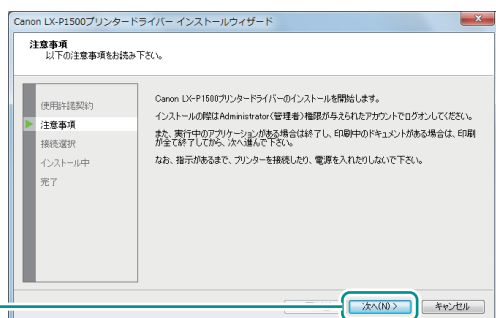 Canon LX-P1500プリンタードライバー インストールウィザード
注意事項
以下の注意事項をお読み下さい。
使用許諾契約
注意事項
接続選択
インストール中
完了
Canon LX-P1500プリンタードライバーのインストールを開始します。
インストールの際はAdministrator(管理者)権限が与えられたアカウントでログオンしてください。
また、実行中のアプリケーションがある場合は終了し、印刷中のドキュメントがある場合は、印刷
が全て終了してから、次へ進んで下さい。
なお、指示があるまで、プリンターを接続したり、電源を入れたりしないで下さい。
次へ(N) >
キャンセル